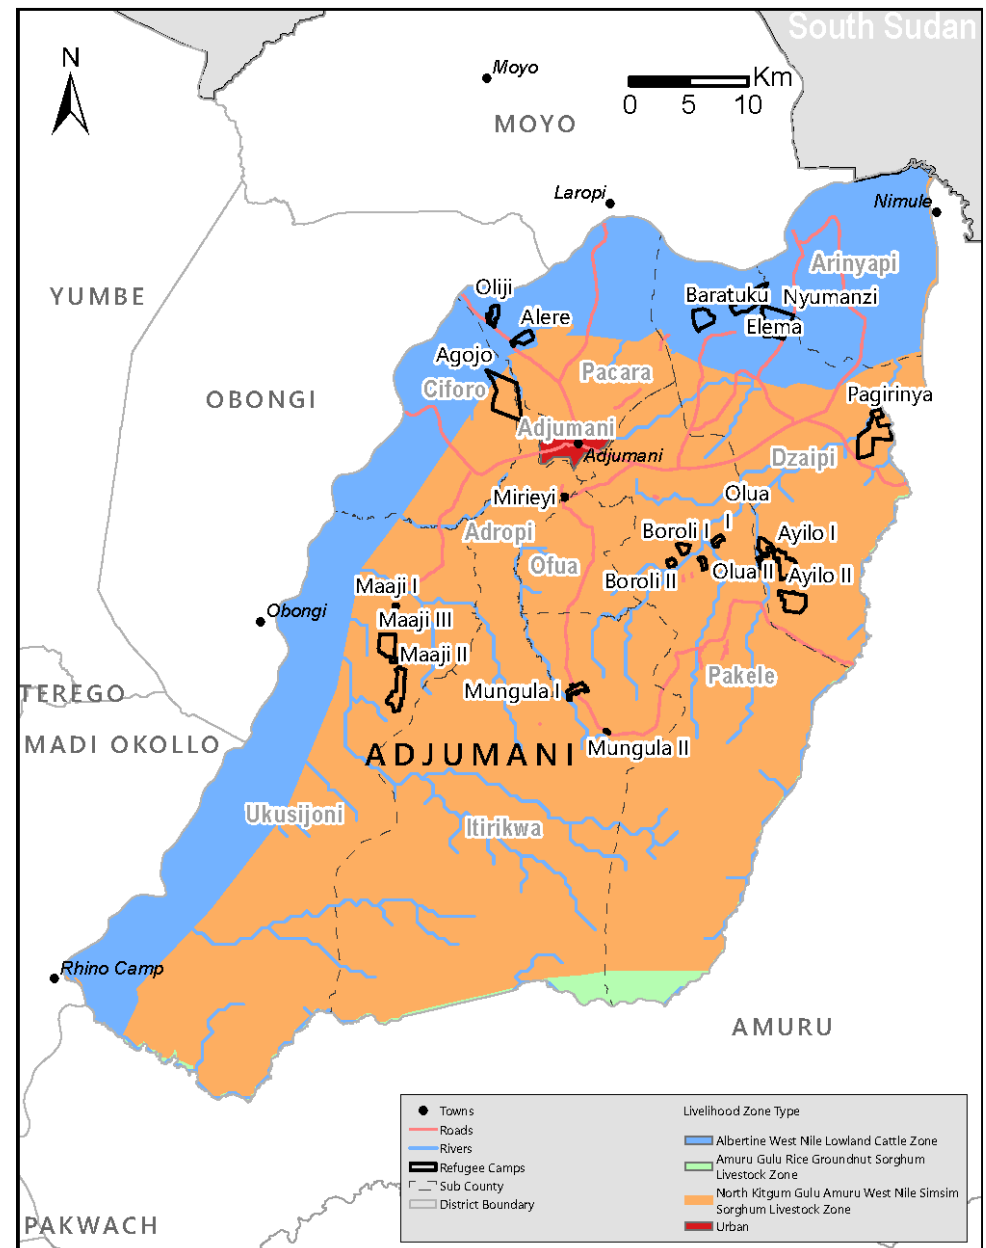 South Sudan
N
Moyo
Km
0 5 10
MOYO
Laropi
Nimule
Arinyapi
YUMBE
Oliji
Baratuku
Nyumanzi
Alere
Elema
Agojo
Pacara
Ciforo
OBONGI
Pagirinya
Adjumani
Adjumani
Dzaipi
Mirieyi
Olua
I
Adropi
Boroli I
Ayilo I
Ofua
Boroli II
Olua II
Ayilo II
Maaji I
Obongi
Maaji III
Maaji II
Pakele
TEREGO
Mungula I
MADI OKOLLO
ADJUMANI
Mungula II
Ukusijoni
Itirikwa
Rhino Camp
AMURU
PAKWACH
Towns
Roads
Rivers
Refugee Camps
Sub County
District Boundary
Livelihood Zone Type
Albertine West Nile Lowland Cattle Zone
Amuru Gulu Rice Groundnut Sorghum
Livestock Zone
North Kitgum Gulu Amuru West Nile Simsim
Sorghum Livestock Zone
Urban